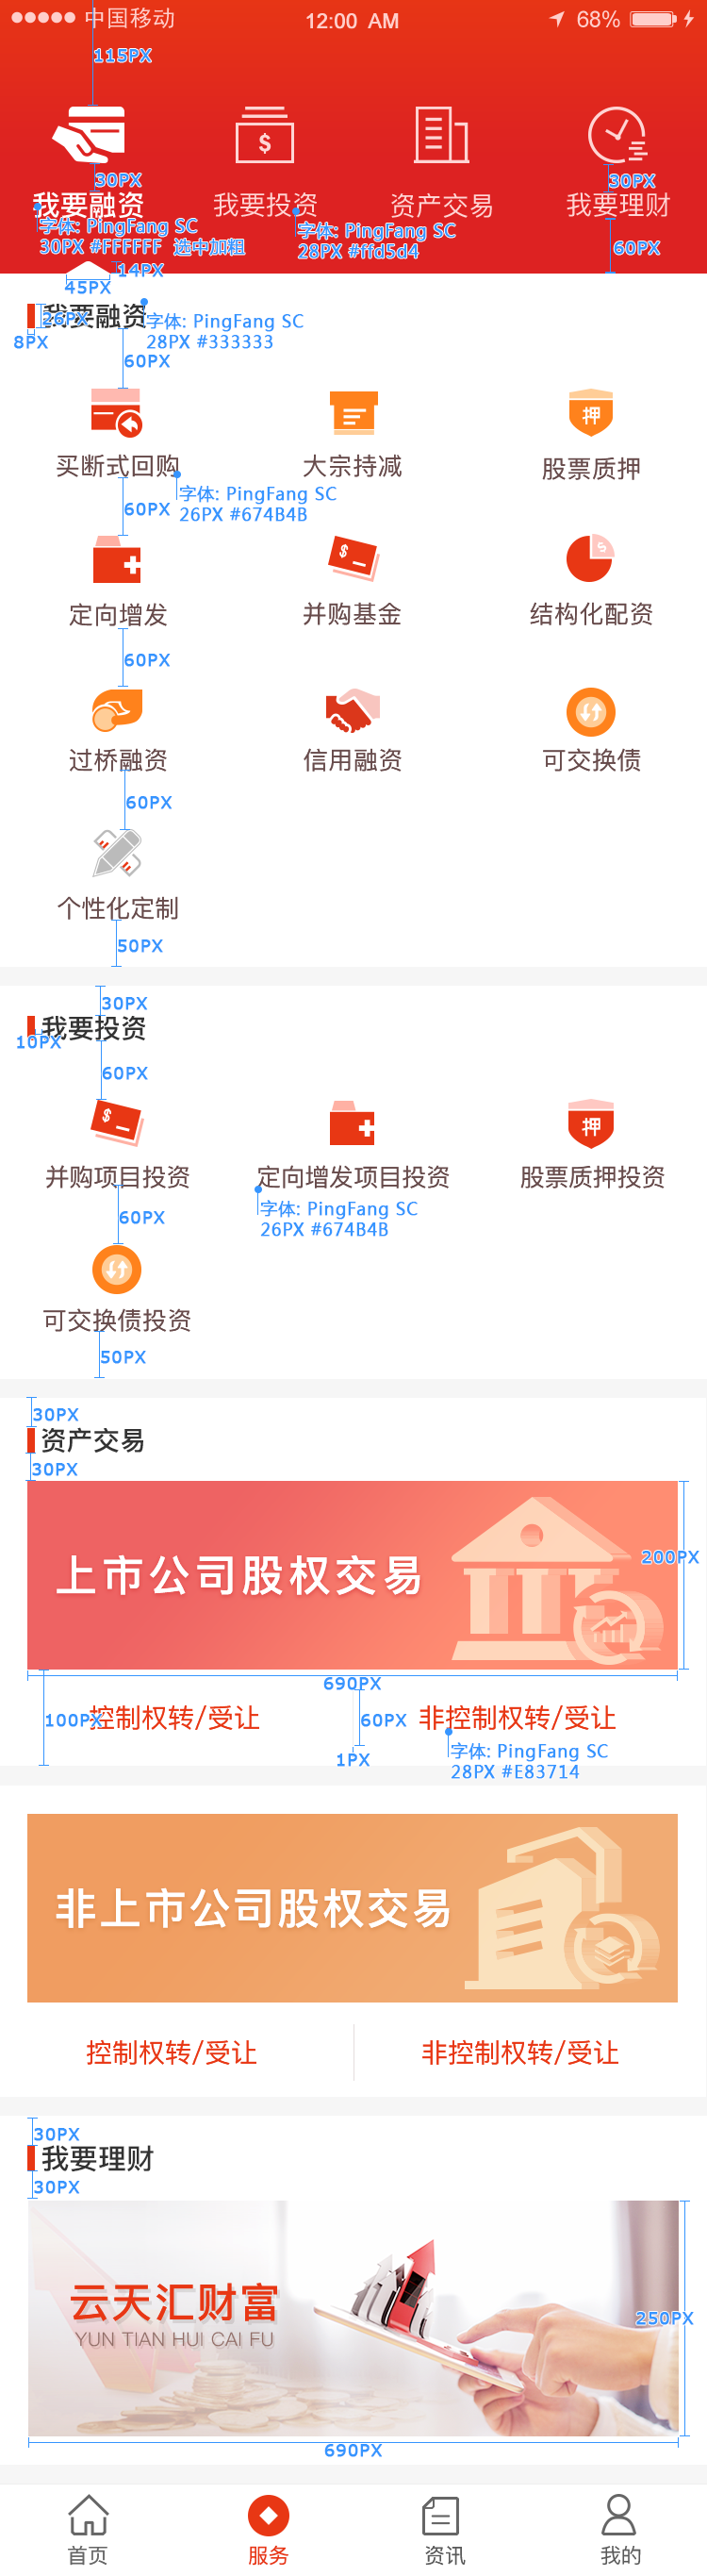 中国移动 12:00 AM 68%
115PX
$
30PX 30PX
我要融资 我要投资 资产交易 我要理财
字体: PingFang SC
30PX #FFFFFF 选中加粗
字体: PingFang SC
28PX #ffd5d4
60PX
14PX
45PX
26PX
我要融资
8PX
字体: PingFang SC
28PX #333333
60PX
押
买断式回购 大宗持减 股票质押
字体: PingFang SC
26PX #674B4B
60PX
$ $
定向增发 并购基金 结构化配资
60PX
过桥融资 信用融资 可交换债
60PX
个性化定制
50PX
30PX
我要投资
10PX
60PX
$ 押
并购项目投资 定向增发项目投资 股票质押投资
字体: PingFang SC
26PX #674B4B
60PX
可交换债投资
50PX
30PX
资产交易
30PX
上市公司股权交易
200PX
690PX
100PX
控制权转/受让 60PX 非控制权转/受让
1PX
字体: PingFang SC
28PX #E83714
非上市公司股权交易
控制权转/受让 非控制权转/受让
30PX
我要理财
30PX
云天汇财富
YUN TIAN HUI CAI FU
250PX
690PX
首页 服务 资讯 我的